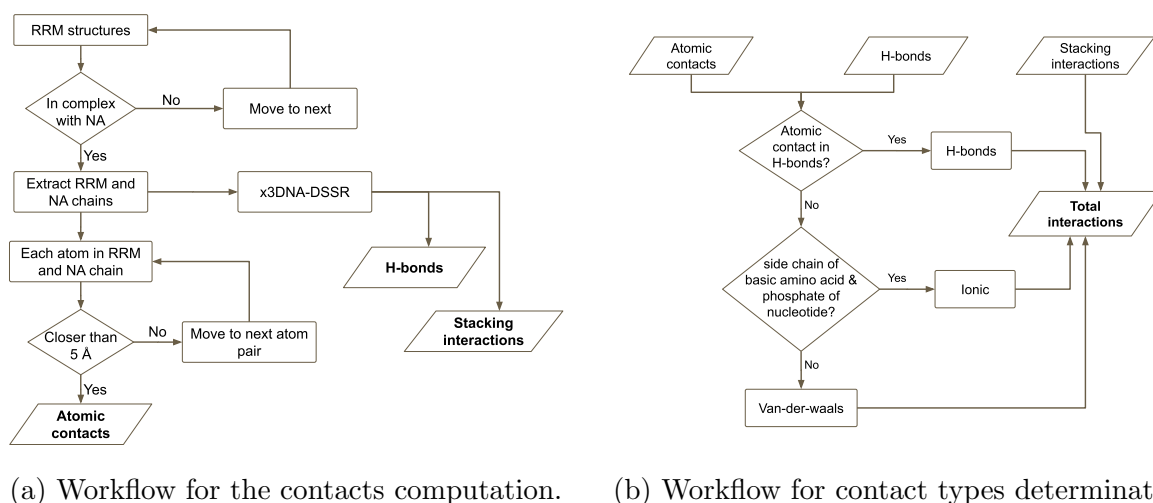 RRM structures
In complex
with NA
No
Move to next
Yes
Extract RRM and
NA chains
x3DNA-DSSR
Each atom in RRM
and NA chain
H-bonds
Closer than
5 Å
No
Move to next atom
pair
Stacking
interactions
Yes
Atomic
contacts
(a) Workflow for the contacts computation.
Atomic
contacts
H-bonds
Stacking
interactions
Atomic
contact in
H-bonds?
Yes
H-bonds
No
Total
interactions
side chain of
basic amino acid &
phosphate of
nucleotide?
Yes
Ionic
No
Van-der-waals
(b) Workflow for contact types determinat